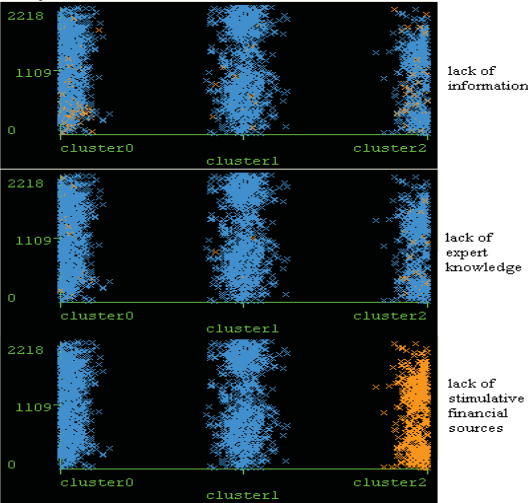 2218
1109
0
cluster0
cluster1
cluster2
lack of
information
2218
1109
0
cluster0
cluster1
cluster2
lack of
expert
knowledge
2218
1109
0
cluster0
cluster1
cluster2
lack of
stimulative
financial
sources